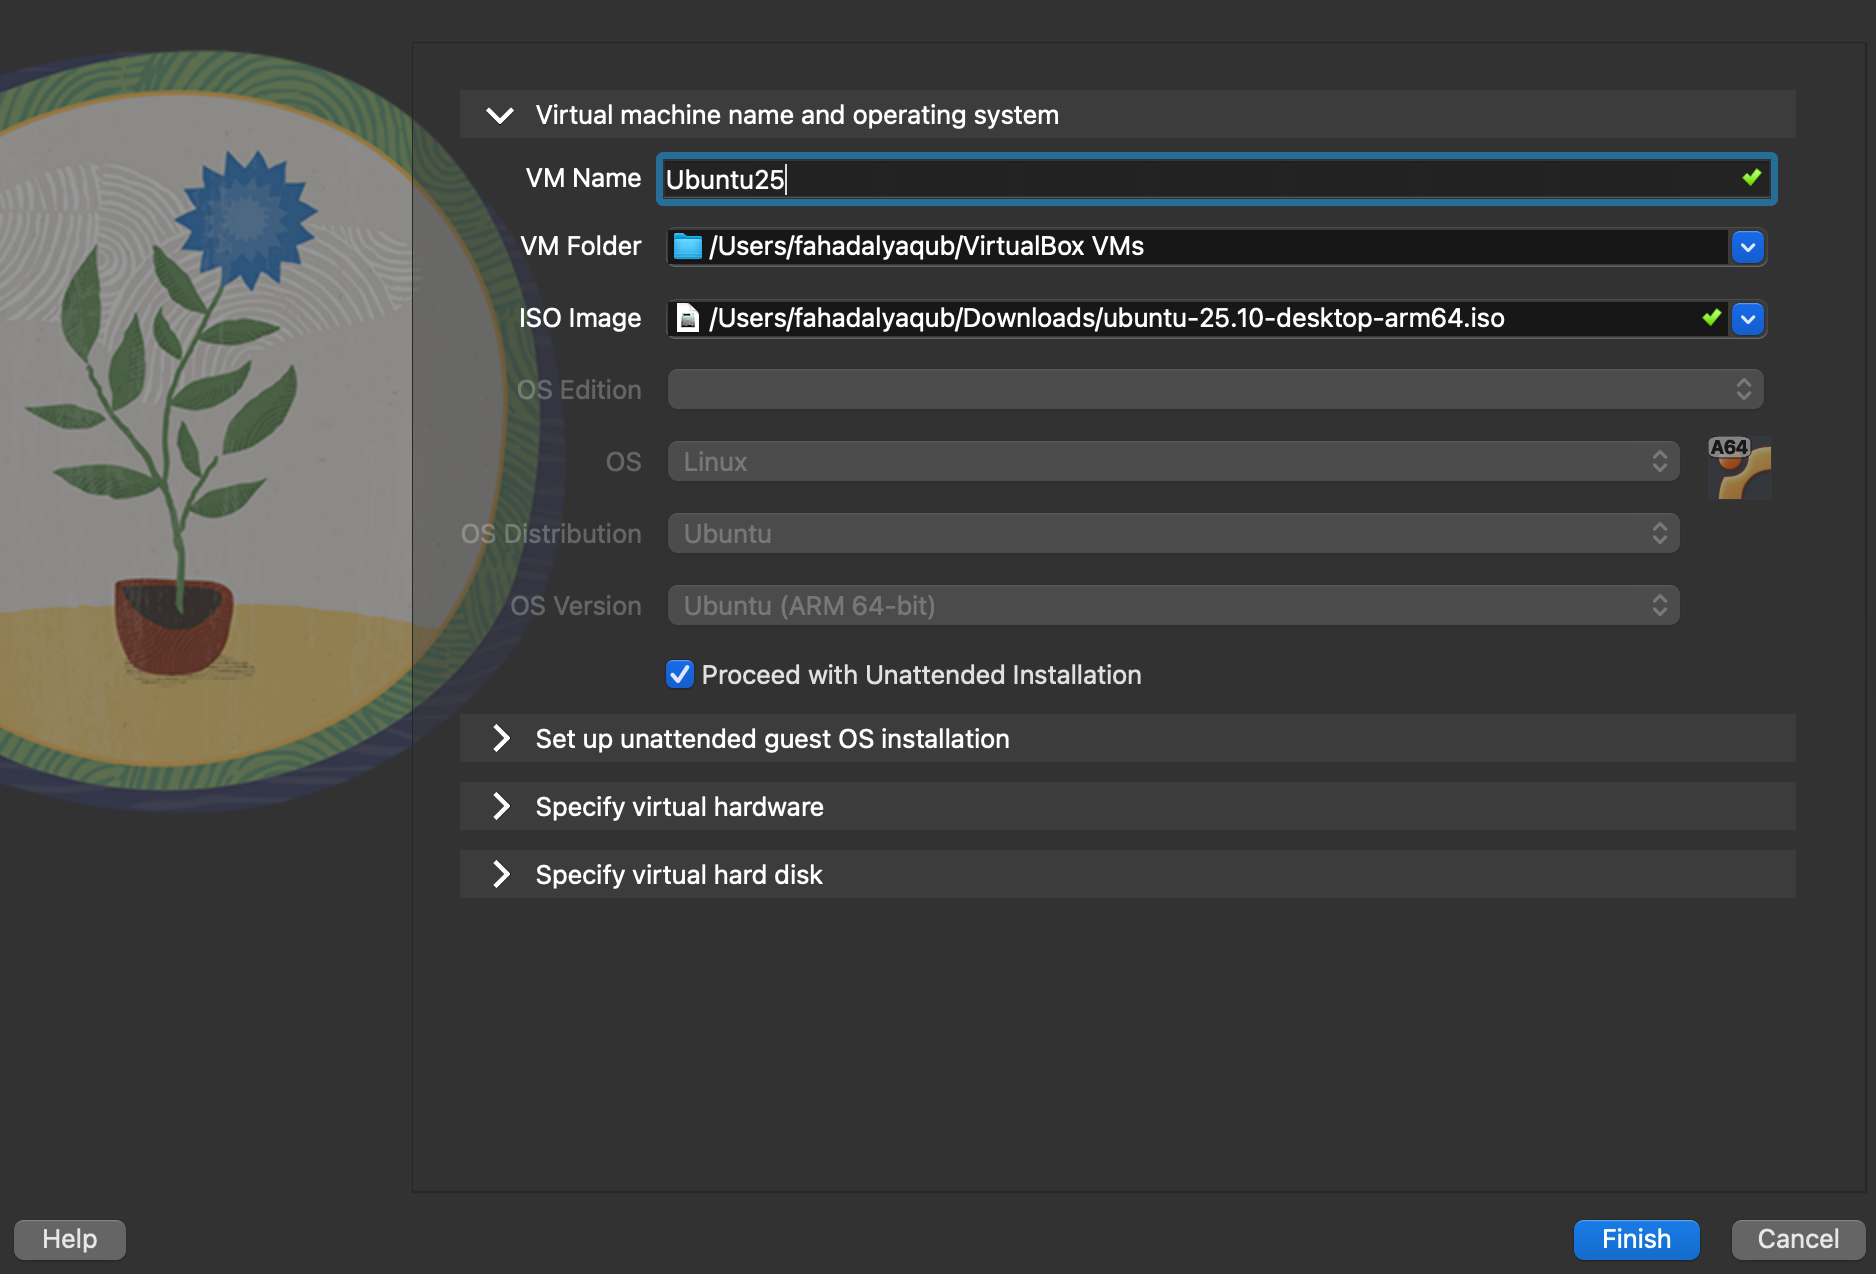 Virtual machine name and operating system
VM Name Ubuntu25
VM Folder /Users/fahadalyaqub/VirtualBox VMs
ISO Image /Users/fahadalyaqub/Downloads/ubuntu-25.10-desktop-arm64.iso
OS Edition
OS Linux
A64
OS Distribution Ubuntu
OS Version Ubuntu (ARM 64-bit)
Proceed with Unattended Installation
Set up unattended guest OS installation
Specify virtual hardware
Specify virtual hard disk
Help Finish Cancel